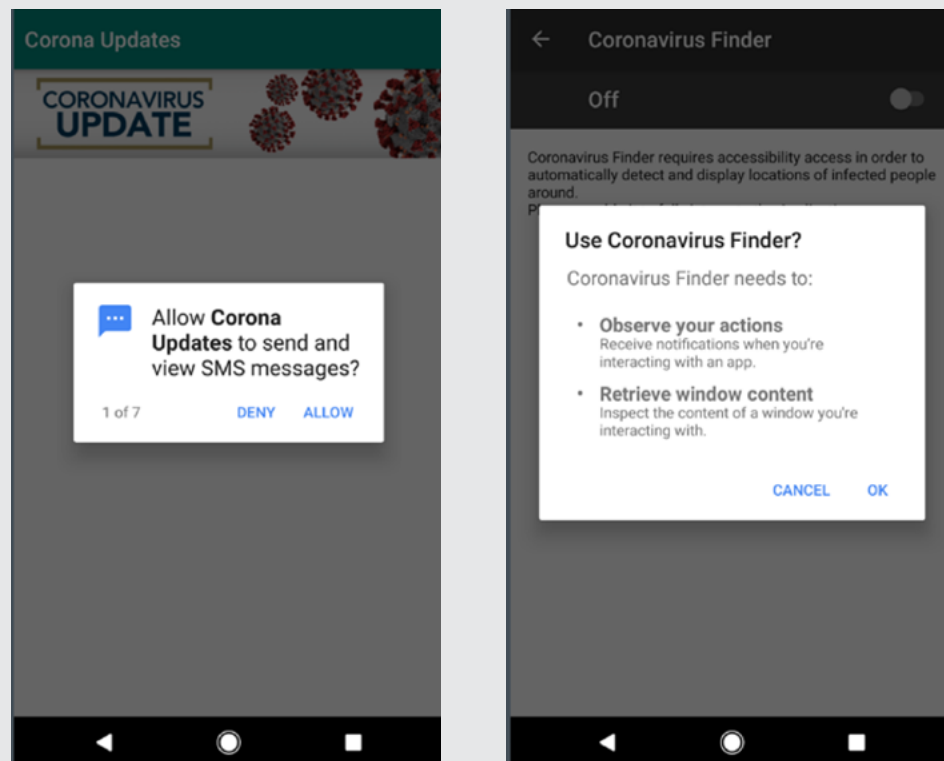 Corona Updates
CORONAVIRUS
UPDATE
Allow Corona
Updates to send and
view SMS messages?
1 of 7
DENY
ALLOW
Coronavirus Finder
Off
Coronavirus Finder requires accessibility access in order to
automatically detect and display locations of infected people
around.
Use Coronavirus Finder?
Coronavirus Finder needs to:
• Observe your actions
Receive notifications when you're
interacting with an app.
• Retrieve window content
Inspect the content of a window you're
interacting with.
CANCEL
OK